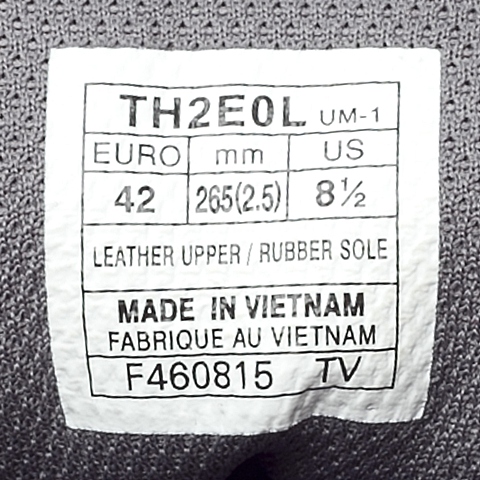 TH2E0L UM-1
EURO mm US
42 265(2.5) 8½
LEATHER UPPER / RUBBER SOLE
MADE IN VIETNAM
FABRIQUE AU VIETNAM
F460815 TV